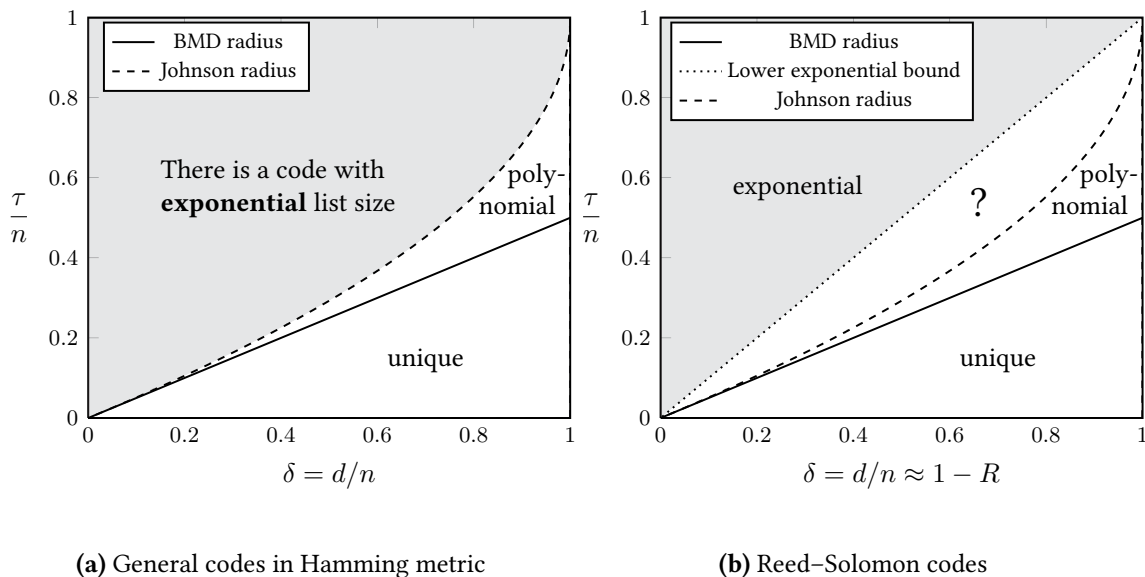 BMD radius
Johnson radius
There is a code with
exponential list size
poly-
nomial
unique
τ/n
1
0.8
0.6
0.4
0.2
0
0 0.2 0.4 0.6 0.8 1
δ = d/n
(a) General codes in Hamming metric
BMD radius
Lower exponential bound
Johnson radius
exponential
?
poly-
nomial
unique
τ/n
1
0.8
0.6
0.4
0.2
0
0 0.2 0.4 0.6 0.8 1
δ = d/n ≈ 1 − R
(b) Reed–Solomon codes